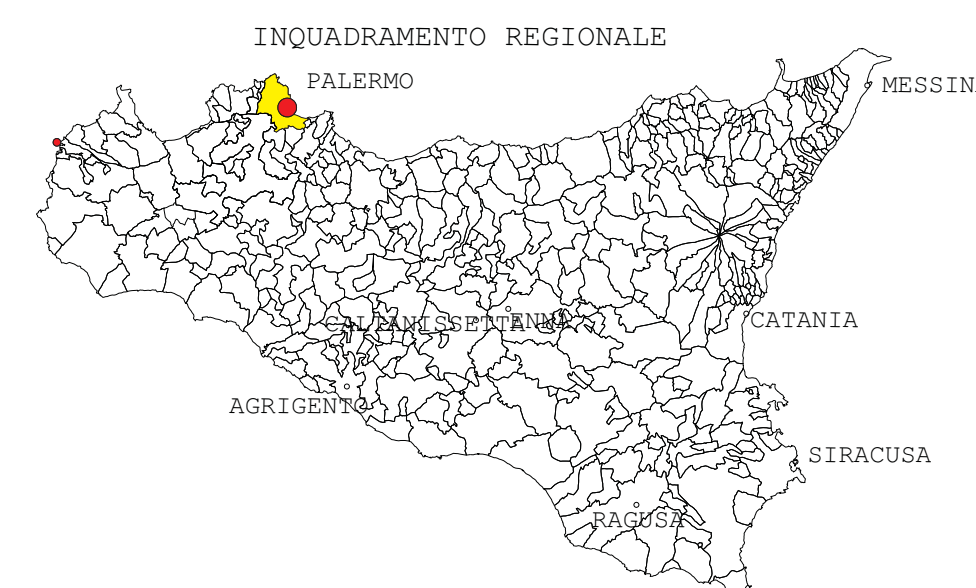 INQUADRAMENTO REGIONALE
PALERMO
MESSIN
CALTANISSETTA
ENNA
CATANIA
AGRIGENTO
SIRACUSA
RAGUSA